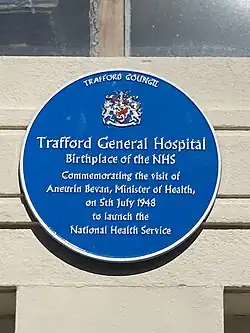 TRAFFORD COUNCIL
Trafford General Hospital
Birthplace of the NHS
Commemorating the visit of
Aneurin Bevan, Minister of Health,
on 5th July 1948
to launch the
National Health Service